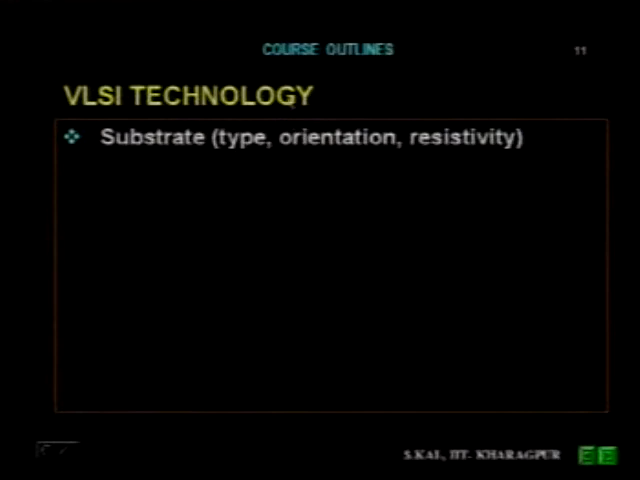 COURSE OUTLINES
11
VLSI TECHNOLOGY
❖ Substrate (type, orientation, resistivity)
S.KAL, IIT- KHARAGPUR